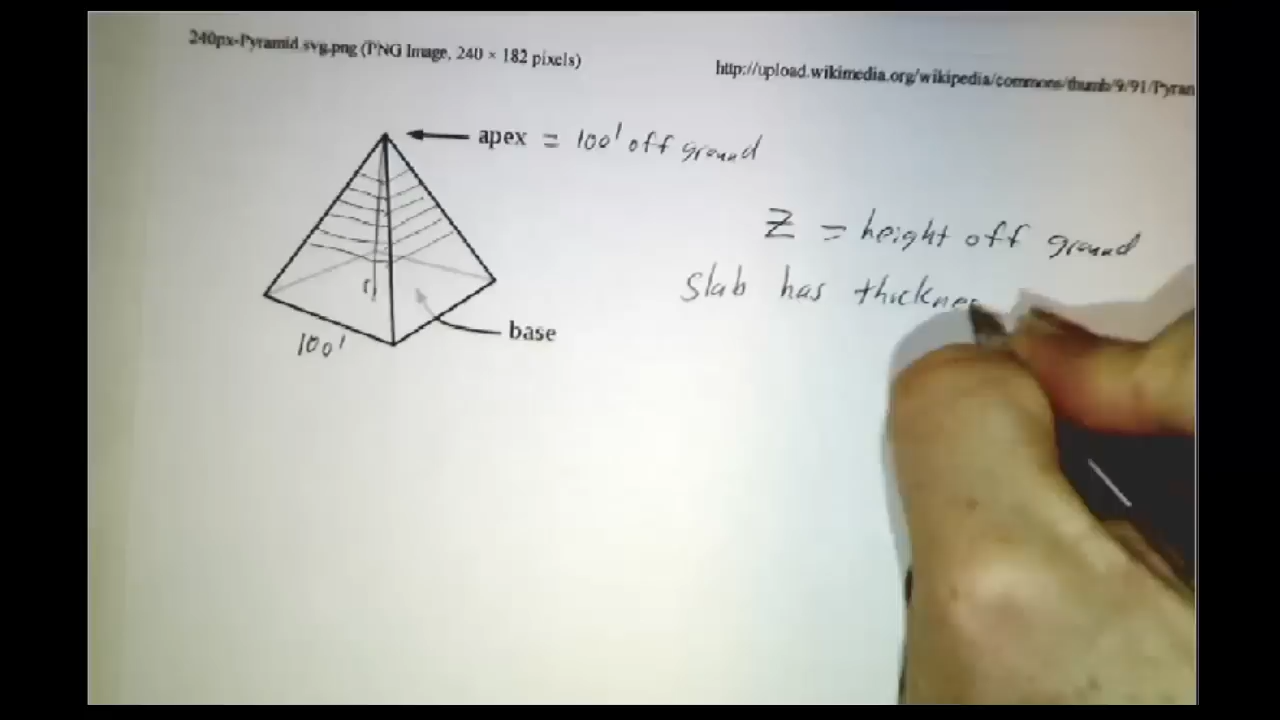 240px-Pyramid.svg.png (PNG Image, 240 × 182 pixels)
http://upload.wikimedia.org/wikipedia/commons/thumb/9/91/Pyran
apex = 100' off ground
Z = height off ground
Slab has thicknes
base
100'